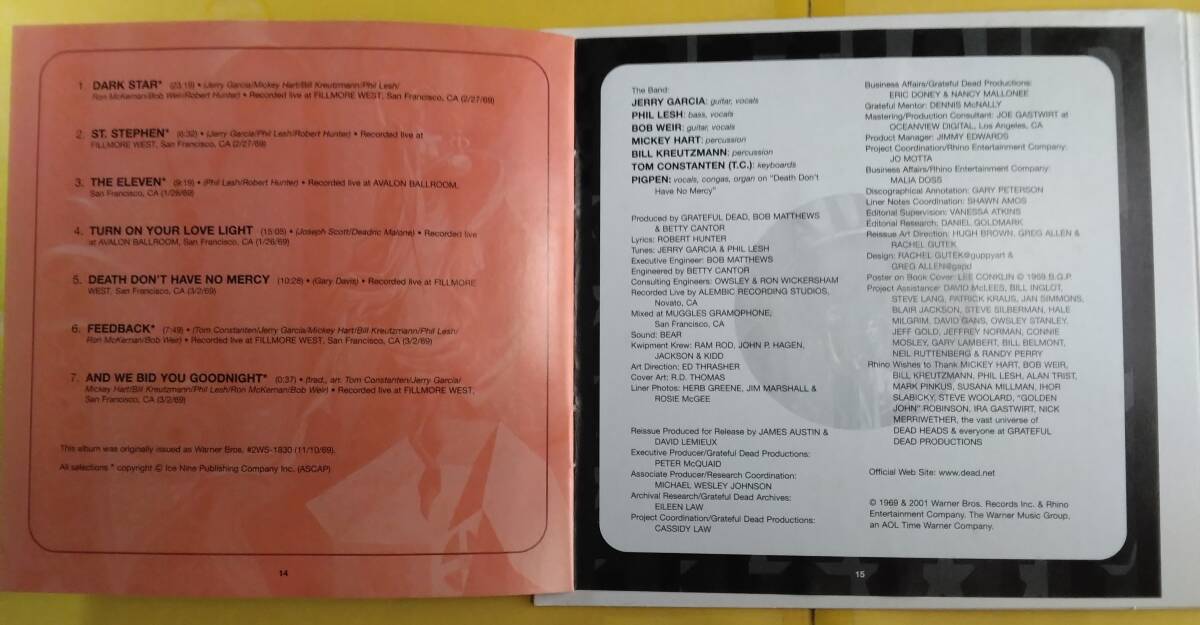 1. DARK STAR* (23:19) • (Jerry Garcia/Mickey Hart/Bill Kreutzmann/Phil Lesh/
Ron McKernan/Bob Weir/Robert Hunter) • Recorded live at FILLMORE WEST, San Francisco, CA (2/27/69)
2. ST. STEPHEN* (6:32) • (Jerry Garcia/Phil Lesh/Robert Hunter) • Recorded live at
FILLMORE WEST, San Francisco, CA (2/27/69)
3. THE ELEVEN* (9:19) • (Phil Lesh/Robert Hunter) • Recorded live at AVALON BALLROOM,
San Francisco, CA (1/26/69)
4. TURN ON YOUR LOVE LIGHT (15:05) • (Joseph Scott/Deadric Malone) • Recorded live
at AVALON BALLROOM, San Francisco, CA (1/26/69)
5. DEATH DON'T HAVE NO MERCY (10:28) • (Gary Davis) • Recorded live at FILLMORE
WEST, San Francisco, CA (3/2/69)
6. FEEDBACK* (7:49) • (Tom Constanten/Jerry Garcia/Mickey Hart/Bill Kreutzmann/Phil Lesh/
Ron McKernan/Bob Weir) • Recorded live at FILLMORE WEST, San Francisco, CA (3/2/69)
7. AND WE BID YOU GOODNIGHT* (0:37) • (trad., arr. Tom Constanten/Jerry Garcia/
Mickey Hart/Bill Kreutzmann/Phil Lesh/Ron McKernan/Bob Weir) • Recorded live at FILLMORE WEST,
San Francisco, CA (3/2/69)
This album was originally issued as Warner Bros. #2WS-1830 (11/10/69).
All selections * copyright © Ice Nine Publishing Company Inc. (ASCAP)
14
The Band:
JERRY GARCIA: guitar, vocals
PHIL LESH: bass, vocals
BOB WEIR: guitar, vocals
MICKEY HART: percussion
BILL KREUTZMANN: percussion
TOM CONSTANTEN (T.C.): keyboards
PIGPEN: vocals, congas, organ on "Death Don't
Have No Mercy"
Produced by GRATEFUL DEAD, BOB MATTHEWS
& BETTY CANTOR
Lyrics: ROBERT HUNTER
Tunes: JERRY GARCIA & PHIL LESH
Executive Engineer: BOB MATTHEWS
Engineered by BETTY CANTOR
Consulting Engineers: OWSLEY & RON WICKERSHAM
Recorded Live by ALEMBIC RECORDING STUDIOS,
Novato, CA
Mixed at MUGGLES GRAMOPHONE,
San Francisco, CA
Sound: BEAR
Kwipment Krew: RAM ROD, JOHN P. HAGEN,
JACKSON & KIDD
Art Direction: ED THRASHER
Cover Art: R.D. THOMAS
Liner Photos: HERB GREENE, JIM MARSHALL &
ROSIE McGEE
Reissue Produced for Release by JAMES AUSTIN &
DAVID LEMIEUX
Executive Producer/Grateful Dead Productions:
PETER McQUAID
Associate Producer/Research Coordination:
MICHAEL WESLEY JOHNSON
Archival Research/Grateful Dead Archives:
EILEEN LAW
Project Coordination/Grateful Dead Productions:
CASSIDY LAW
Business Affairs/Grateful Dead Productions:
ERIC DONEY & NANCY MALLONEE
Grateful Mentor: DENNIS McNALLY
Mastering/Production Consultant: JOE GASTWIRT at
OCEANVIEW DIGITAL, Los Angeles, CA
Product Manager: JIMMY EDWARDS
Project Coordination/Rhino Entertainment Company:
JO MOTTA
Business Affairs/Rhino Entertainment Company:
MALIA DOSS
Discographical Annotation: GARY PETERSON
Liner Notes Coordination: SHAWN AMOS
Editorial Supervision: VANESSA ATKINS
Editorial Research: DANIEL GOLDMARK
Reissue Art Direction: HUGH BROWN, GREG ALLEN &
RACHEL GUTEK
Design: RACHEL GUTEK@guppyart &
GREG ALLEN@gapd
Poster on Book Cover: LEE CONKLIN © 1969 B.G.P.
Project Assistance: DAVID McLEES, BILL INGLOT,
STEVE LANG, PATRICK KRAUS, JAN SIMMONS,
BLAIR JACKSON, STEVE SILBERMAN, HALE
MILGRIM, DAVID GANS, OWSLEY STANLEY,
JEFF GOLD, JEFFREY NORMAN, CONNIE
MOSLEY, GARY LAMBERT, BILL BELMONT,
NEIL RUTTENBERG & RANDY PERRY
Rhino Wishes to Thank MICKEY HART, BOB WEIR,
BILL KREUTZMANN, PHIL LESH, ALAN TRIST,
MARK PINKUS, SUSANA MILLMAN, IHOR
SLABICKY, STEVE WOOLARD, "GOLDEN
JOHN" ROBINSON, IRA GASTWIRT, NICK
MERRIWETHER, the vast universe of
DEAD HEADS & everyone at GRATEFUL
DEAD PRODUCTIONS
Official Web Site: www.dead.net
© 1969 & 2001 Warner Bros. Records Inc. & Rhino
Entertainment Company. The Warner Music Group,
an AOL Time Warner Company.
15